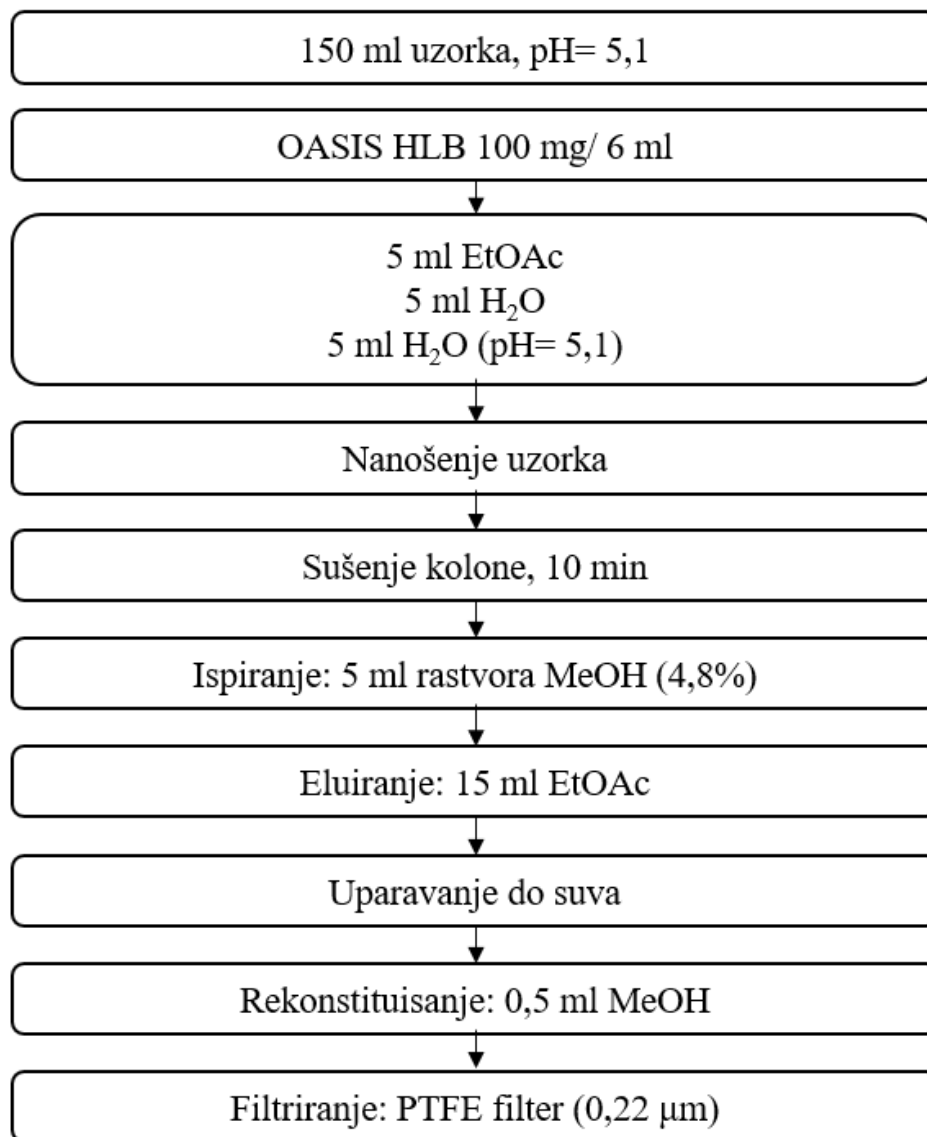 150 ml uzorka, pH= 5,1
OASIS HLB 100 mg/ 6 ml
5 ml EtOAc
5 ml H₂O
5 ml H₂O (pH= 5,1)
Nanošenje uzorka
Sušenje kolone, 10 min
Ispiranje: 5 ml rastvora MeOH (4,8%)
Eluiranje: 15 ml EtOAc
Uparavanje do suva
Rekonstituisanje: 0,5 ml MeOH
Filtriranje: PTFE filter (0,22 μm)